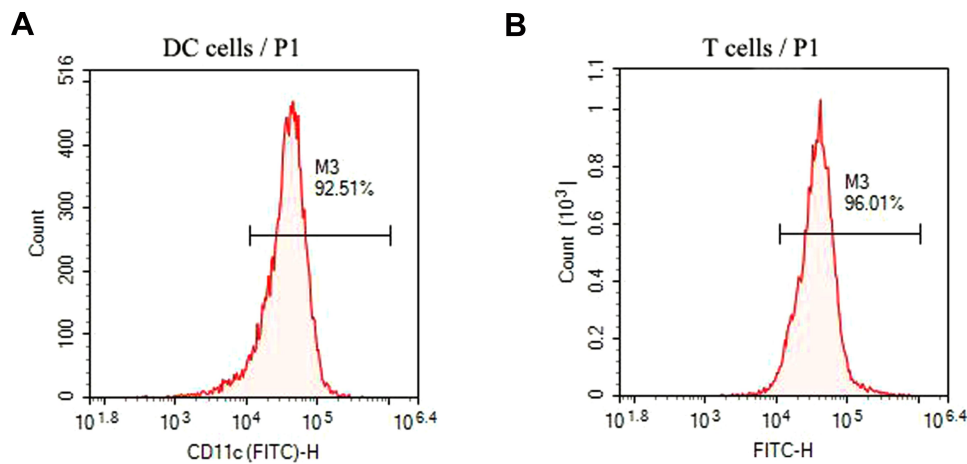 A
DC cells / P1
516
400
300
200
100
0
Count
M3
92.51%
10^1.8
10^3
10^4
10^5
10^6.4
CD11c (FITC)-H
B
T cells / P1
1.1
1
0.8
0.6
0.4
0.2
0
Count (10^3|
M3
96.01%
10^1.8
10^3
10^4
10^5
10^6.4
FITC-H